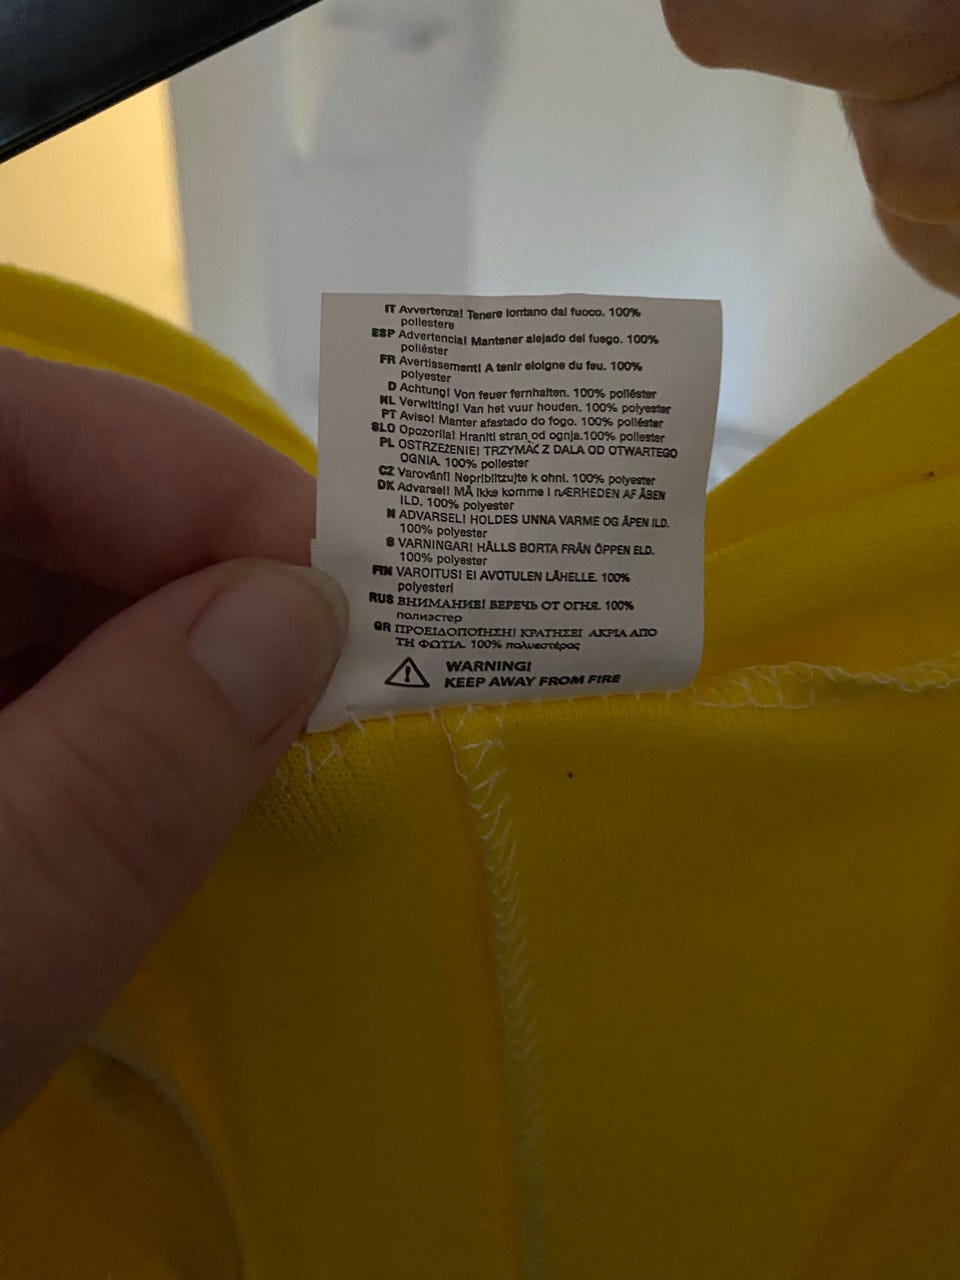 IT Avvertenza! Tenere lontano dal fuoco. 100%
poliestere
ESP Advertencia! Mantener alejado del fuego. 100%
poliéster
FR Avertissement! A tenir eloigne du feu. 100%
polyester
D Achtung! Von feuer fernhalten. 100% poliéster
NL Verwitting! Van het vuur houden. 100% polyester
PT Aviso! Manter afastado do fogo. 100% poliéster
SLO Opozorila! Hraniti stran od ognja.100% poliester
PL OSTRZEŻENIE! TRZYMAĆ Z DALA OD OTWARTEGO
OGNIA. 100% poliester
CZ Varování! Nepriblitzujte k ohni. 100% polyester
DK Advarsel! MÅ ikke komme i nÆRHEDEN AF ÅBEN
ILD. 100% polyester
N ADVARSEL! HOLDES UNNA VARME OG ÅPEN ILD.
100% polyester
S VARNINGAR! HÅLLS BORTA FRÅN ÖPPEN ELD.
100% polyester
FIN VAROITUS! EI AVOTULEN LÄHELLE. 100%
polyesteri
RUS ВНИМАНИЕ! БЕРЕЧЬ ОТ ОГНЯ. 100%
полиэстер
GR ΠΡΟΕΙΔΟΠΟΙΗΣΗ! ΚΡΑΤΗΣΕΙ ΑΚΡΙΑ ΑΠΟ
ΤΗ ΦΩΤΙΑ. 100% πολυεστέρας
WARNING!
KEEP AWAY FROM FIRE